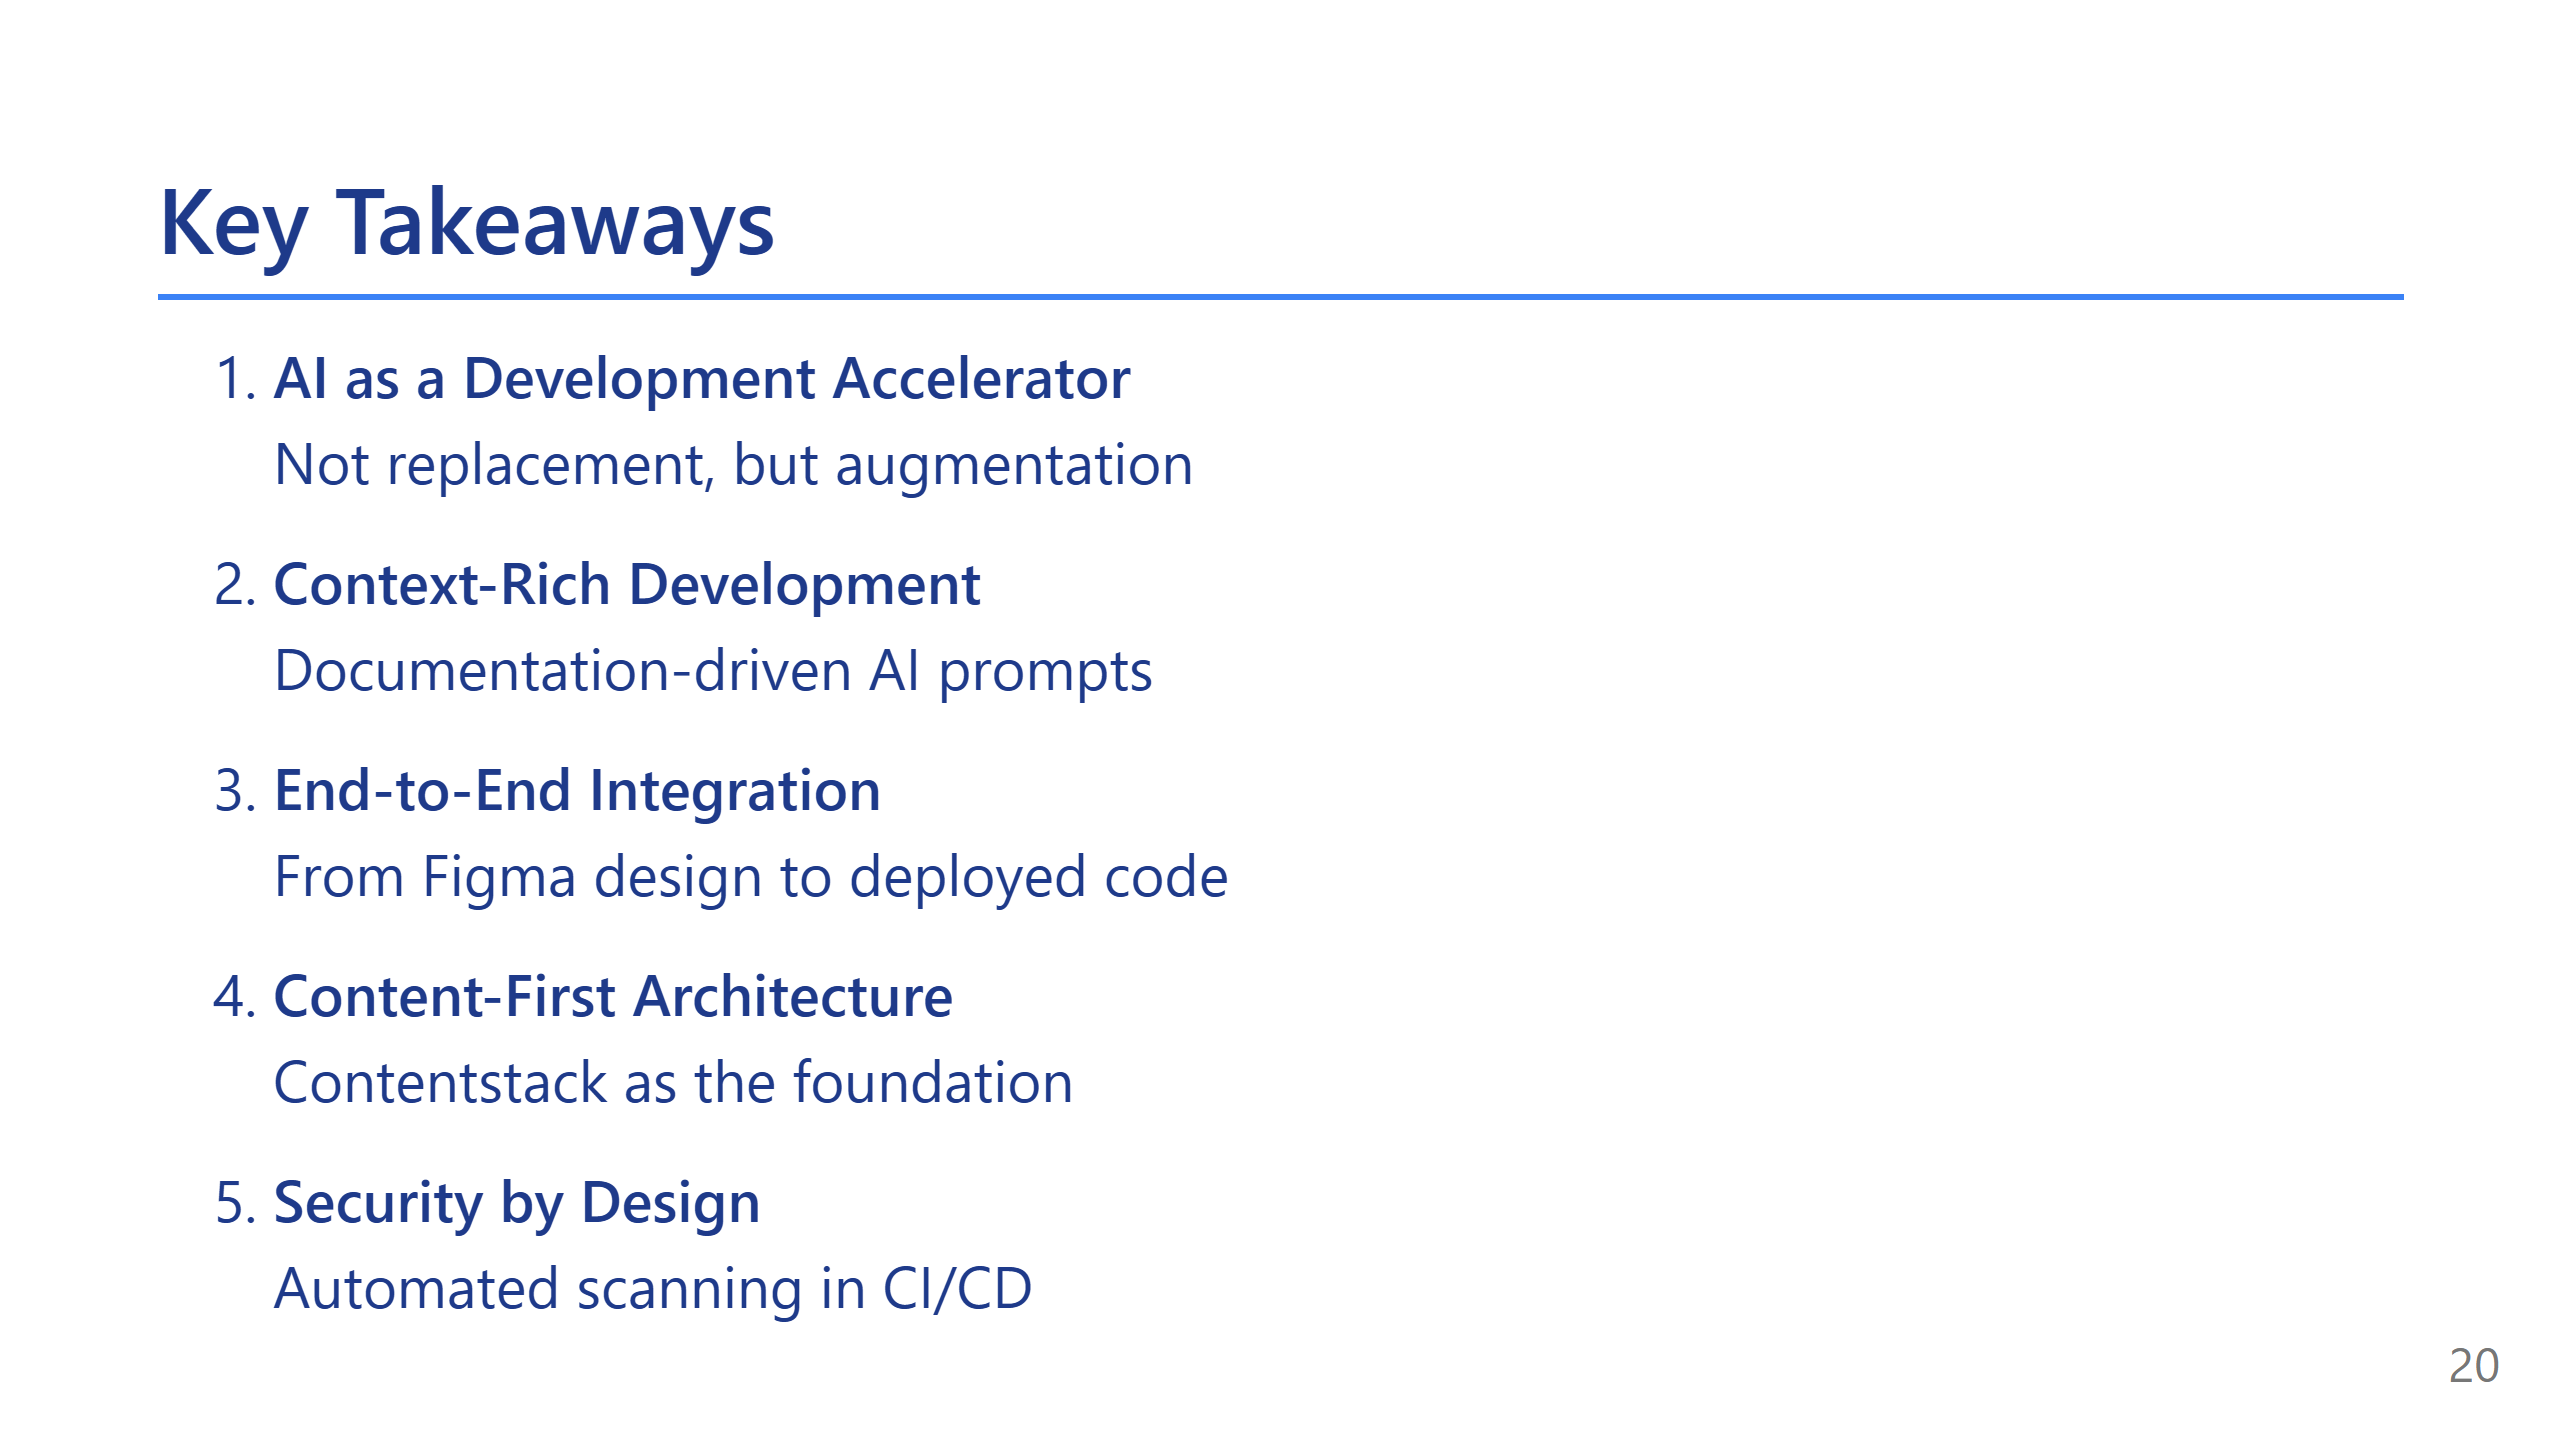 Key Takeaways
1. AI as a Development Accelerator
Not replacement, but augmentation
2. Context-Rich Development
Documentation-driven AI prompts
3. End-to-End Integration
From Figma design to deployed code
4. Content-First Architecture
Contentstack as the foundation
5. Security by Design
Automated scanning in CI/CD
20